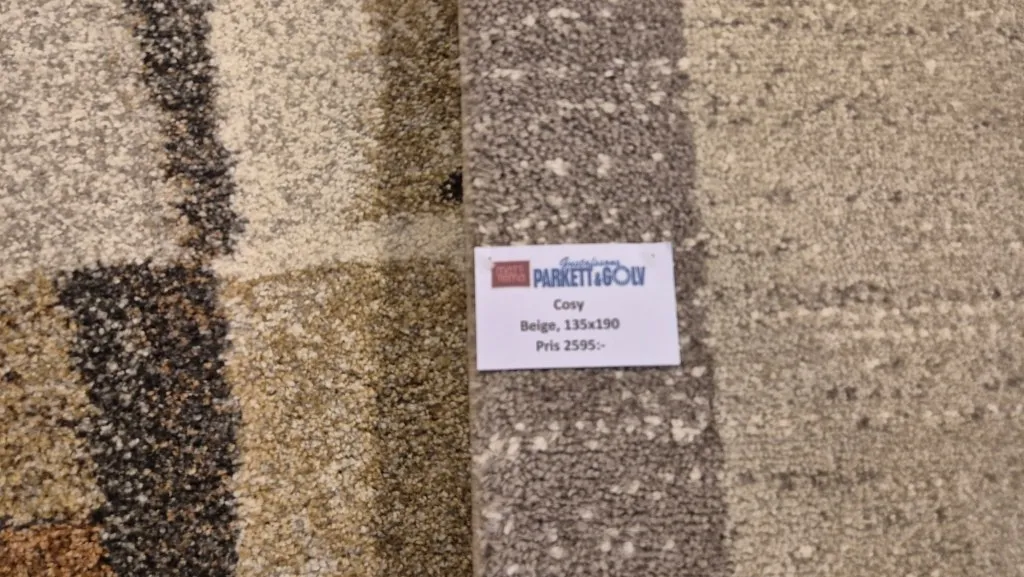 Gustafssons
PARKETT & GOLV
Cosy
Beige, 135x190
Pris 2595:-